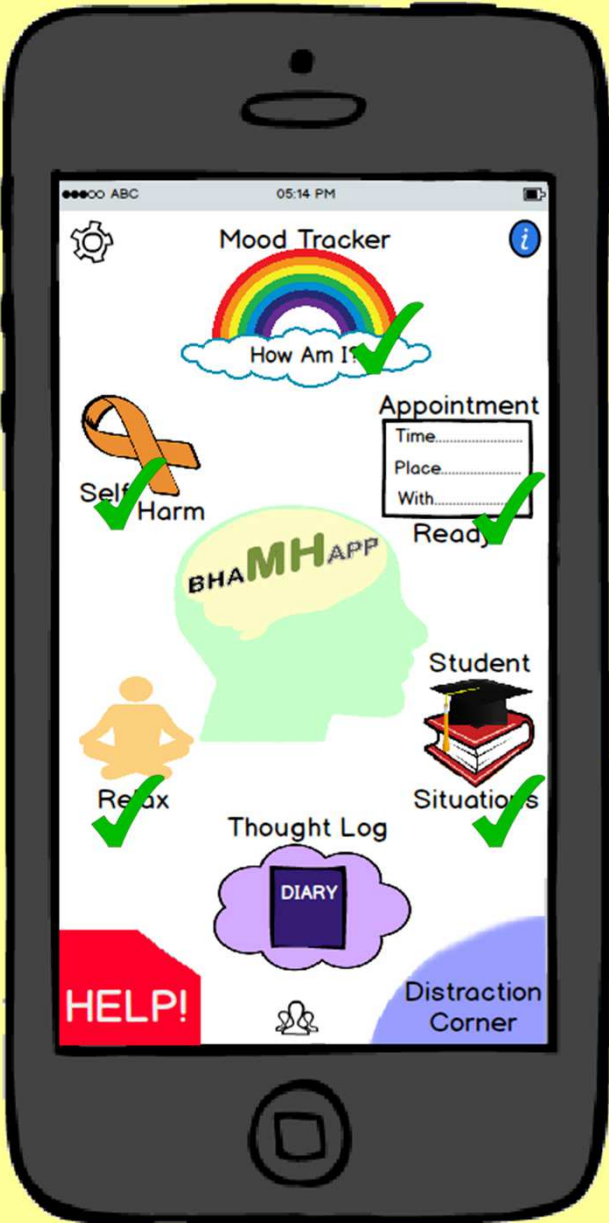 ABC 05:14 PM
Mood Tracker
i
How Am I?
Appointment
Time
Place
With
Ready
Self
Harm
BHAMHAPP
Student
Situations
Relax
Thought Log
DIARY
HELP!
Distraction
Corner